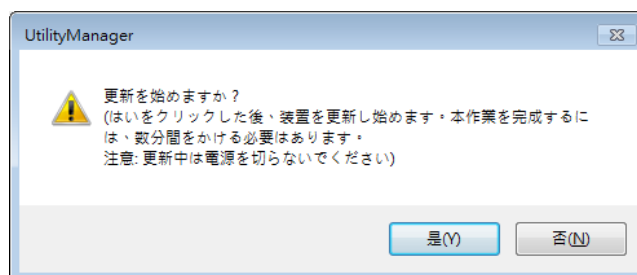 UtilityManager
更新を始めますか？
(はいをクリックした後、装置を更新し始めます。本作業を完成するに
は、数分間をかける必要はあります。
注意: 更新中は電源を切らないでください)
是(Y) 否(N)